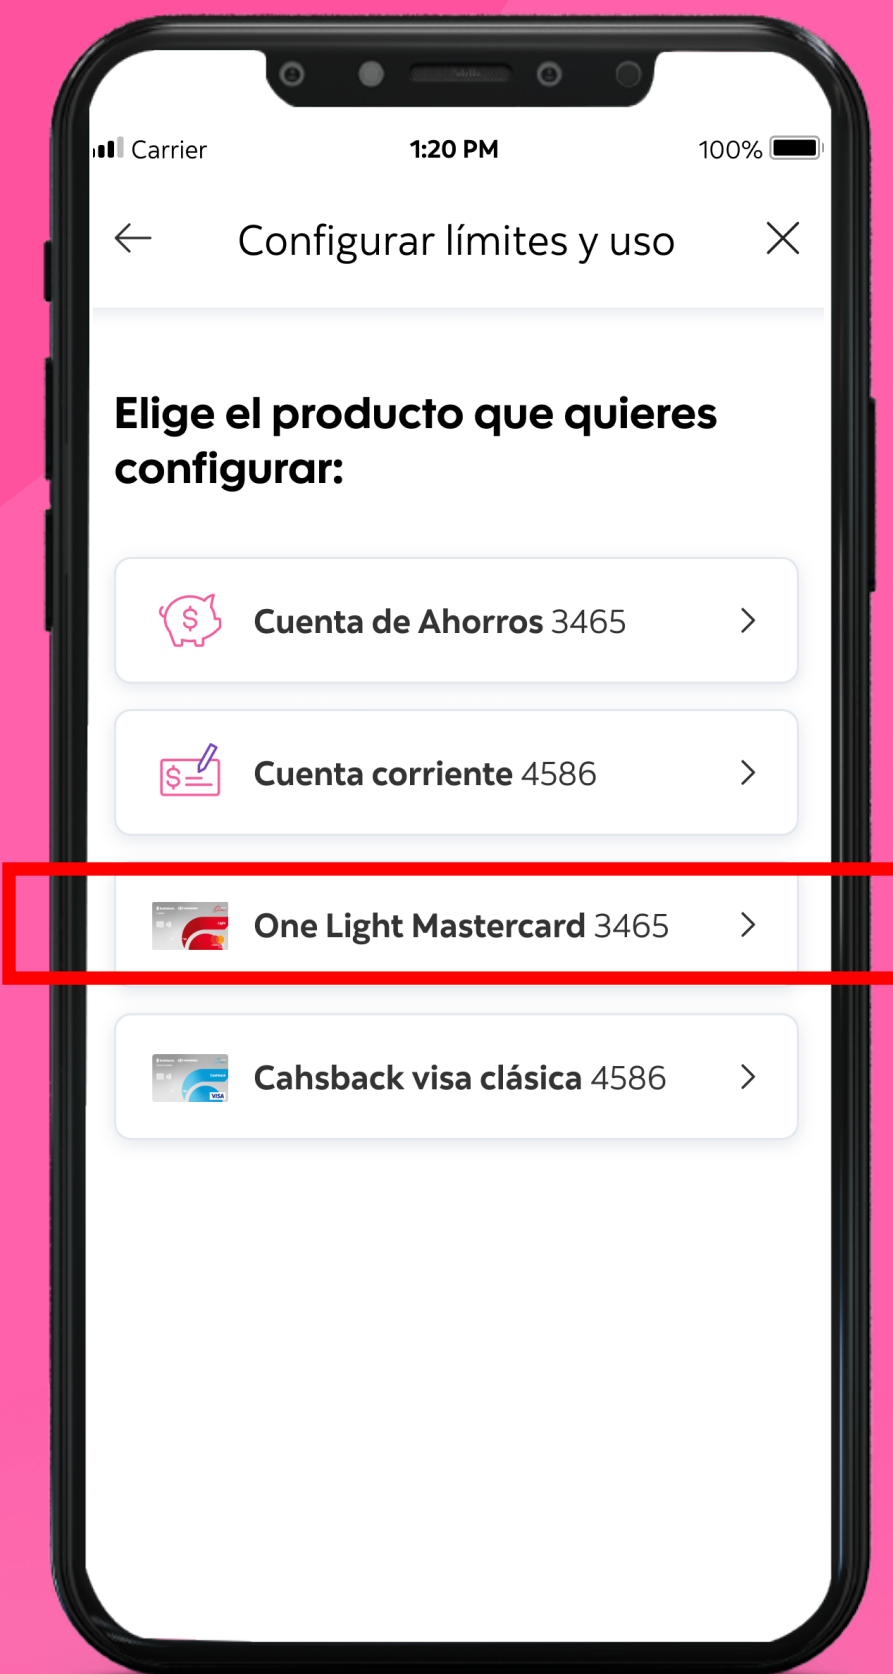 Carrier 1:20 PM 100%
Configurar límites y uso
Elige el producto que quieres
configurar:
$ Cuenta de Ahorros 3465
$ Cuenta corriente 4586
One Light Mastercard 3465
VISA Cahsback visa clásica 4586